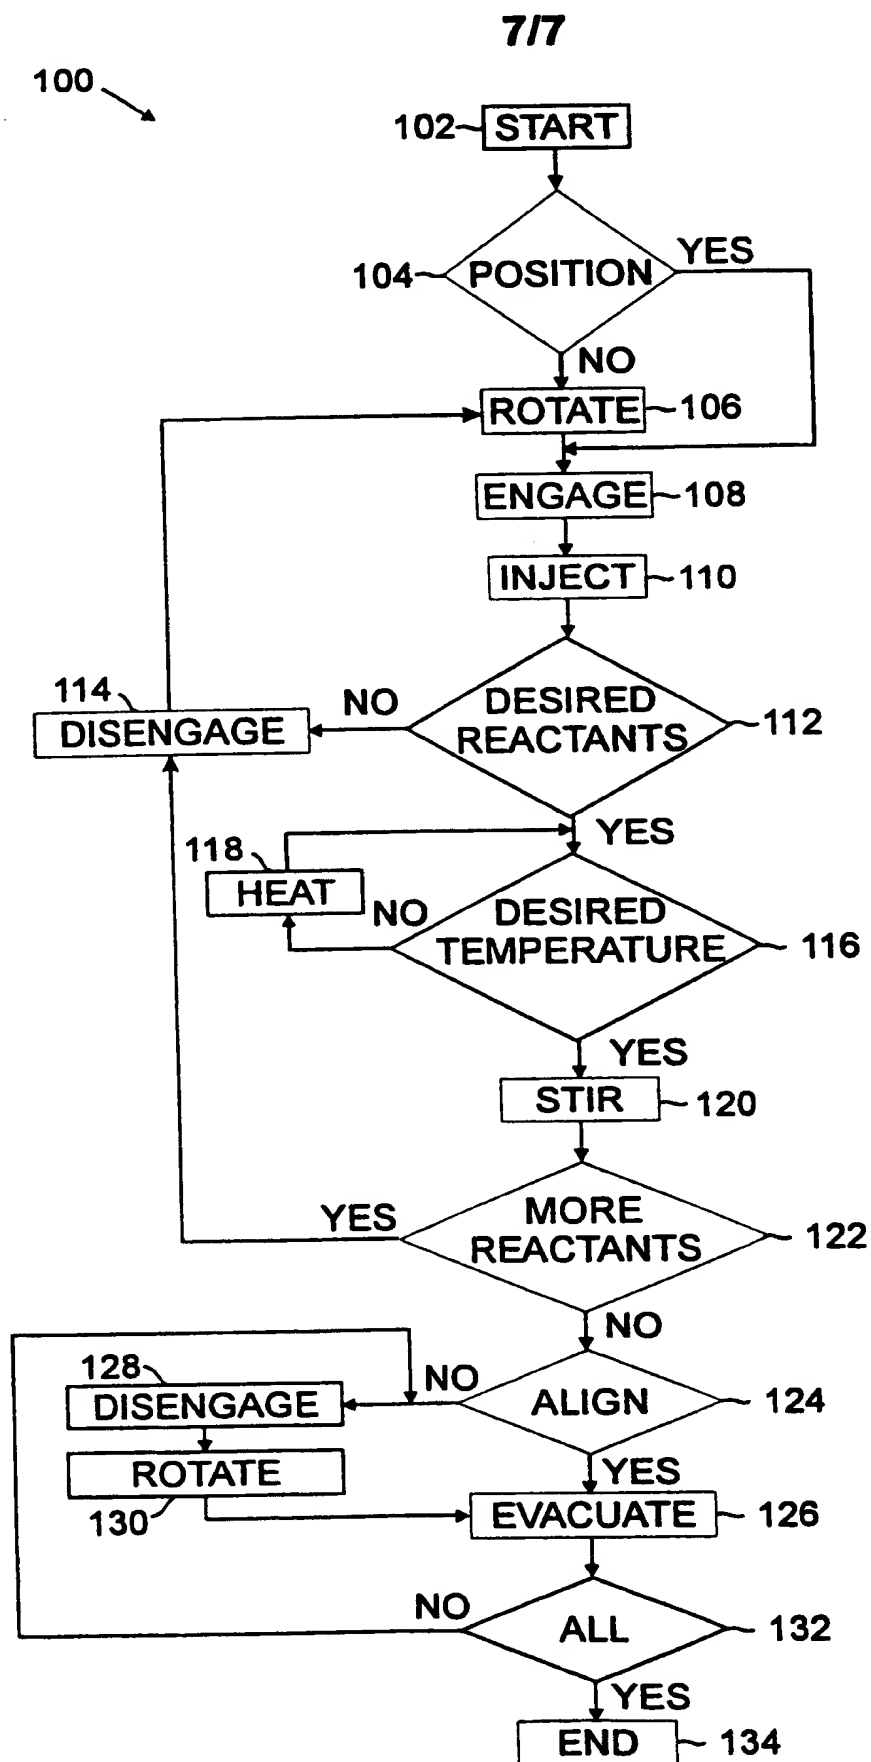 7/7
100
102 START
104 POSITION YES
NO
ROTATE 106
ENGAGE 108
INJECT 110
114
DISENGAGE
NO
DESIRED
REACTANTS
112
YES
118
HEAT
NO
DESIRED
TEMPERATURE
116
YES
STIR 120
YES
MORE
REACTANTS
122
NO
128
DISENGAGE
NO
ALIGN 124
ROTATE
130
YES
EVACUATE 126
NO
ALL 132
YES
END 134